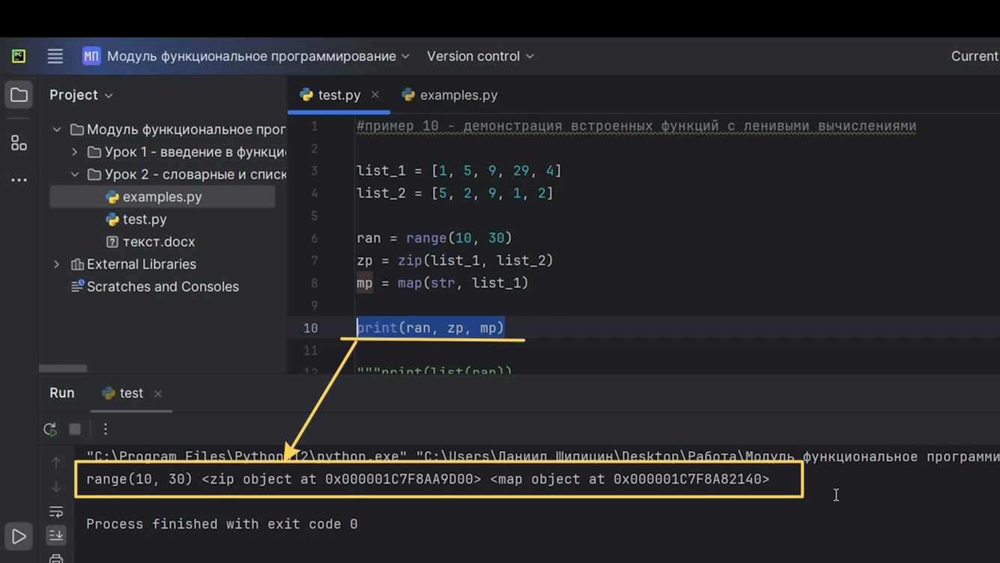 PC
МП Модуль функциональное программирование Version control Current
Project
test.py examples.py
Модуль функциональное прог
Урок 1 - введение в функци
Урок 2 - словарные и списк
examples.py
test.py
текст.docx
External Libraries
Scratches and Consoles
1 #пример 10 - демонстрация встроенных функций с ленивыми вычислениями
2
3 list_1 = [1, 5, 9, 29, 4]
4 list_2 = [5, 2, 9, 1, 2]
5
6 ran = range(10, 30)
7 zp = zip(list_1, list_2)
8 mp = map(str, list_1)
9
10 print(ran, zp, mp)
11
12 """print(list(ran))
Run test
"C:\Program Files\Python312\python.exe" "C:\Users\Даниил Шипицин\Desktop\Работа\Модуль функциональное программи
range(10, 30) <zip object at 0x000001C7F8AA9D00> <map object at 0x000001C7F8A82140>
Process finished with exit code 0